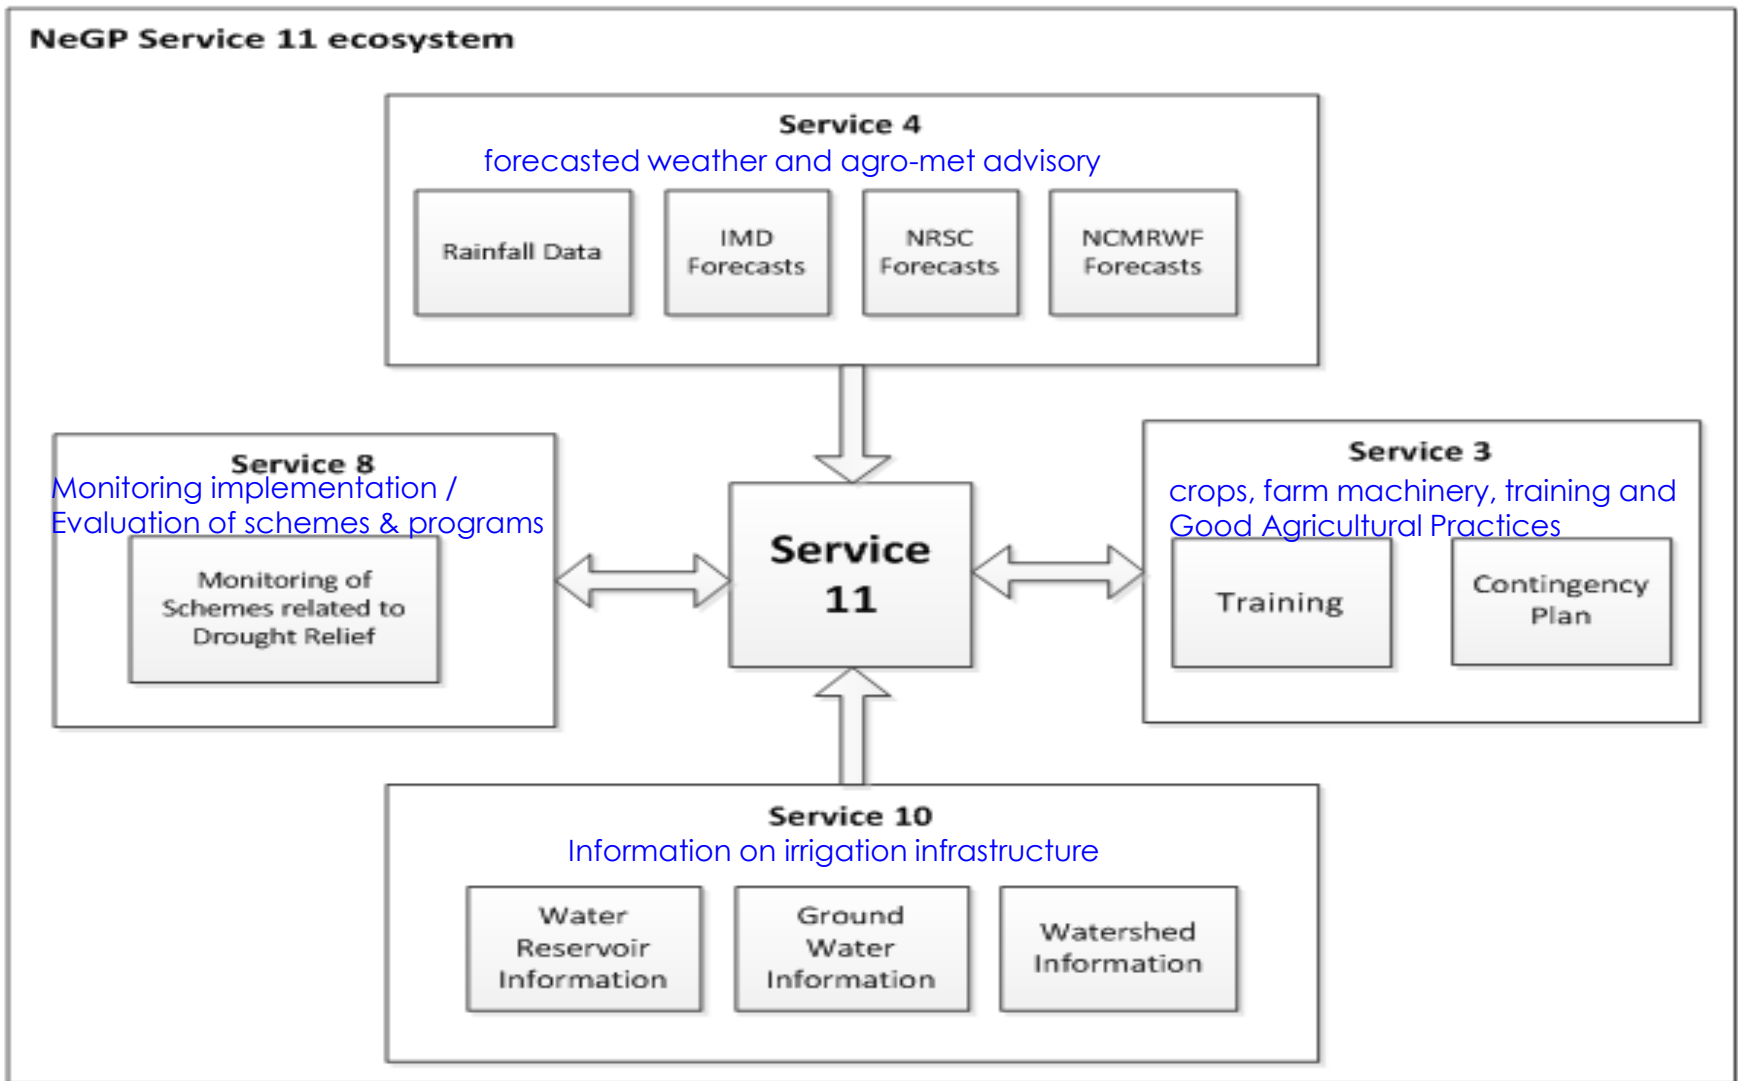 NeGP Service 11 ecosystem
Service 4
forecasted weather and agro-met advisory
Rainfall Data
IMD
Forecasts
NRSC
Forecasts
NCMRWF
Forecasts
Service 8
Monitoring implementation /
Evaluation of schemes & programs
Monitoring of
Schemes related to
Drought Relief
Service
11
Service 3
crops, farm machinery, training and
Good Agricultural Practices
Training
Contingency
Plan
Service 10
Information on irrigation infrastructure
Water
Reservoir
Information
Ground
Water
Information
Watershed
Information